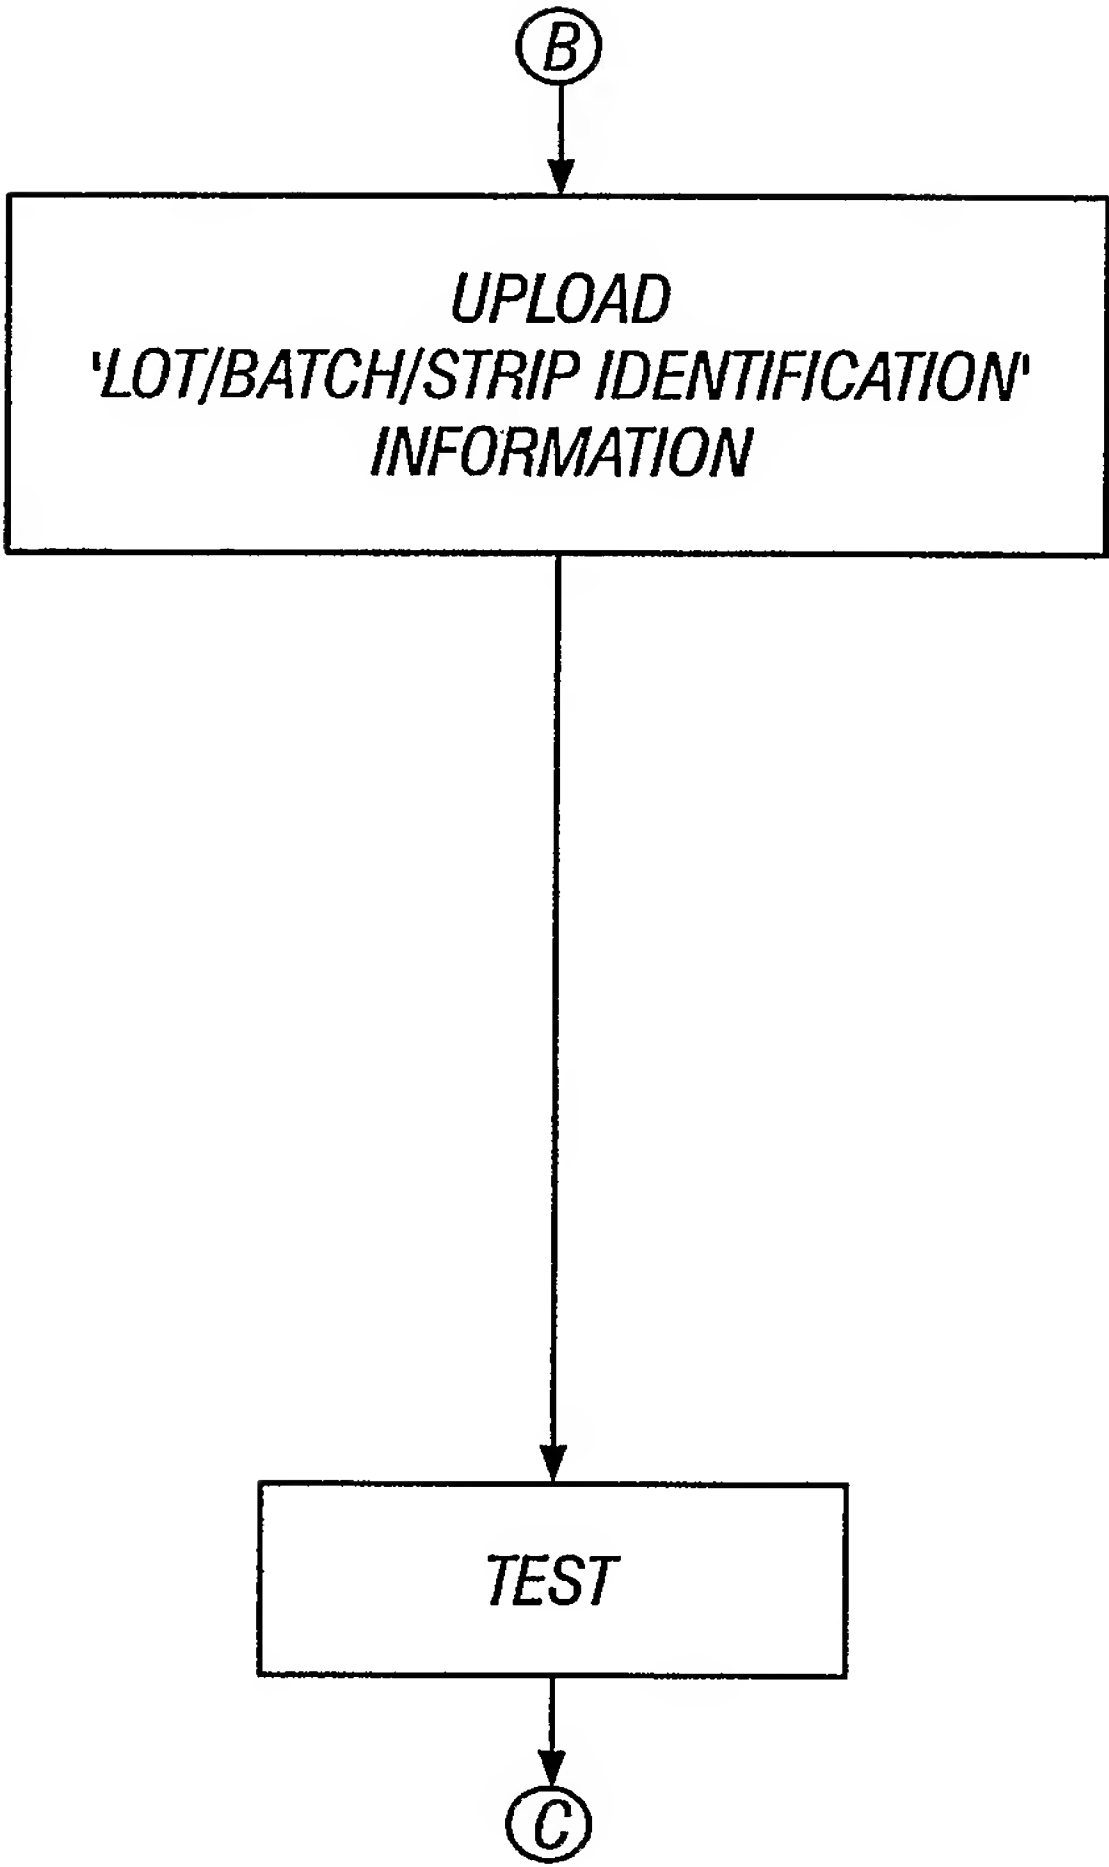 B
UPLOAD
'LOT/BATCH/STRIP IDENTIFICATION'
INFORMATION
TEST
C